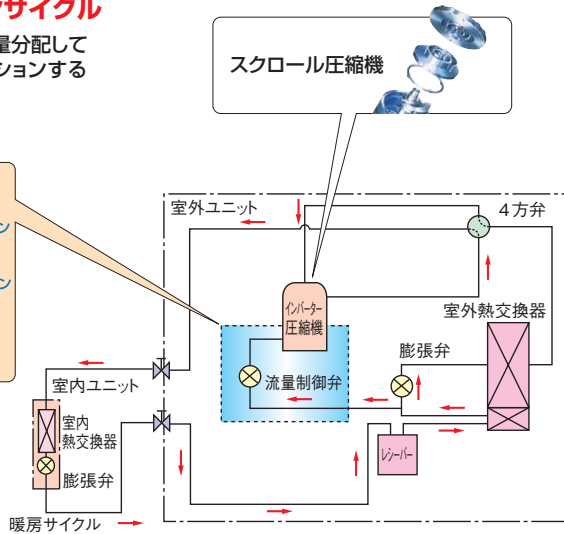 サイクル
量分配して
ションする
スクロール圧縮機
ン
ン
室外ユニット
4方弁
インバーター
圧縮機
室外熱交換器
膨張弁
流量制御弁
室内ユニット
室内
熱交換器
膨張弁
レシーバー
暖房サイクル